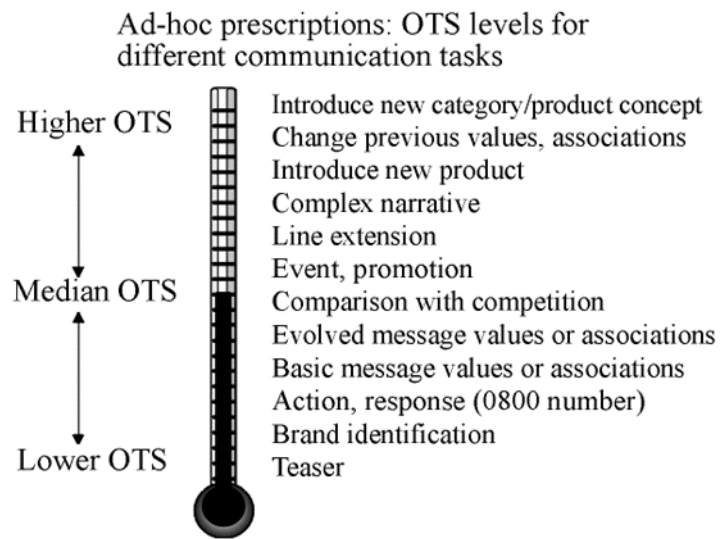 Ad-hoc prescriptions: OTS levels for
different communication tasks
Higher OTS
Median OTS
Lower OTS
Introduce new category/product concept
Change previous values, associations
Introduce new product
Complex narrative
Line extension
Event, promotion
Comparison with competition
Evolved message values or associations
Basic message values or associations
Action, response (0800 number)
Brand identification
Teaser